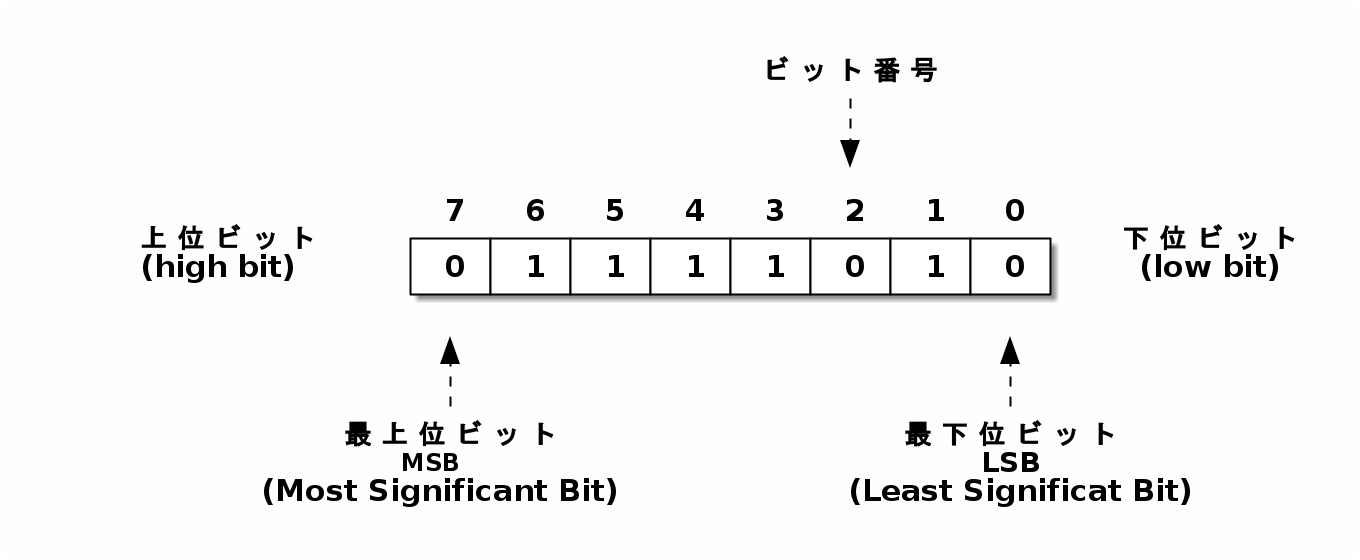 ビット番号
7 6 5 4 3 2 1 0
上位ビット
(high bit)
0 1 1 1 1 0 1 0
下位ビット
(low bit)
最上位ビット
MSB
(Most Significant Bit)
最下位ビット
LSB
(Least Significat Bit)